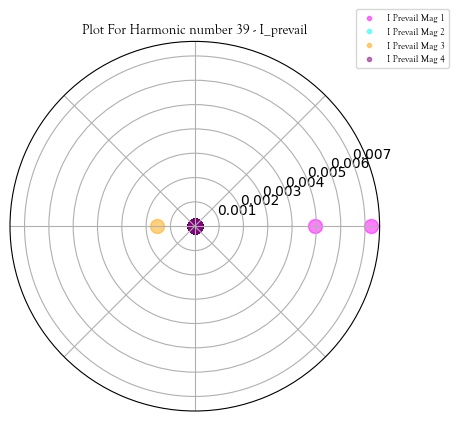 Plot For Harmonic number 39 - I_prevail
I Prevail Mag 1
I Prevail Mag 2
I Prevail Mag 3
I Prevail Mag 4
0.007
0.006
0.005
0.004
0.003
0.002
0.001